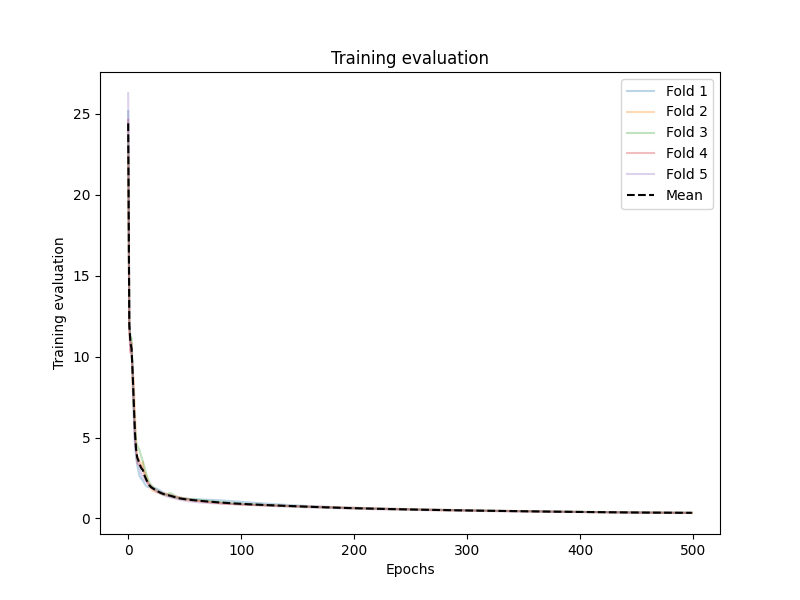 Training evaluation
Training evaluation
25
20
15
10
5
0
0 100 200 300 400 500
Epochs
Fold 1
Fold 2
Fold 3
Fold 4
Fold 5
Mean